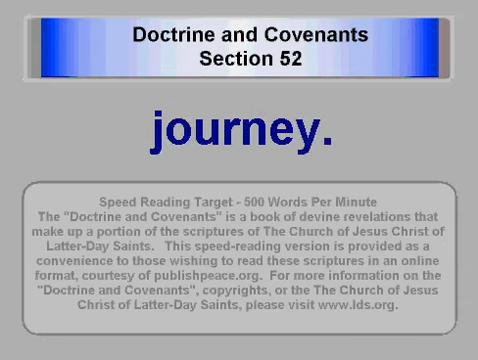 Doctrine and Covenants
Section 52
journey.
Speed Reading Target - 500 Words Per Minute
The "Doctrine and Covenants" is a book of devine revelations that
make up a portion of the scriptures of The Church of Jesus Christ of
Latter-Day Saints. This speed-reading version is provided as a
convenience to those wishing to read these scriptures in an online
format, courtesy of publishpeace.org. For more information on the
"Doctrine and Covenants", copyrights, or the The Church of Jesus
Christ of Latter-Day Saints, please visit www.lds.org.